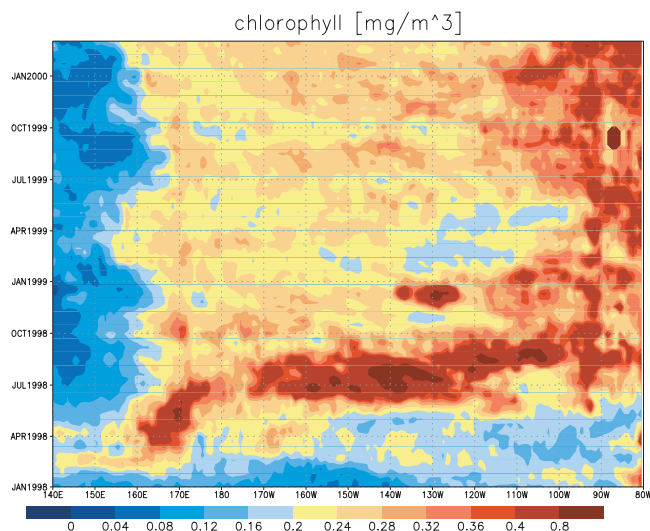 chlorophyll [mg/m^3]
JAN2000
OCT1999
JUL1999
APR1999
JAN1999
OCT1998
JUL1998
APR1998
JAN1998
140E 150E 160E 170E 180 170W 160W 150W 140W 130W 120W 110W 100W 90W 80W
0 0.04 0.08 0.12 0.16 0.2 0.24 0.28 0.32 0.36 0.4 0.8